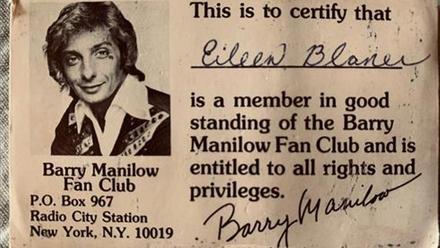 This is to certify that
Eileen Blaner
is a member in good
standing of the Barry
Manilow Fan Club and is
entitled to all rights and
privileges.
Barry Manilow
Barry Manilow
Fan Club
P.O. Box 967
Radio City Station
New York, N.Y. 10019